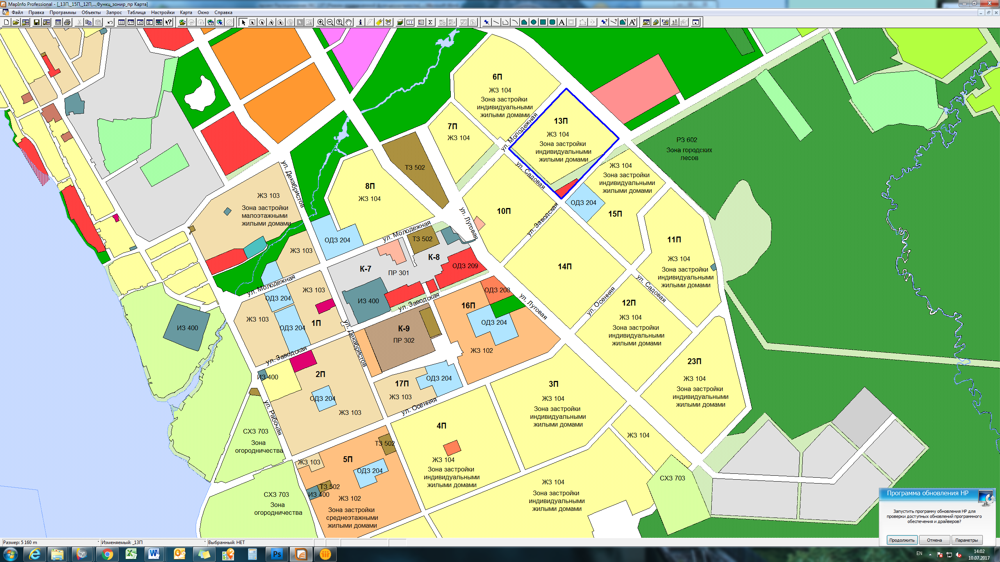 MapInfo Professional - [_13П,_15П,_12П,...,Функц_зонир_пр Карта]
Файл Правка Программы Объекты Запрос Таблица Настройки Карта Окно Справка
6П
ЖЗ 104
Зона застройки
индивидуальными
жилыми домами
ул. Молодежная
13П
ЖЗ 104
Зона застройки
индивидуальными
жилыми домами
7П
ЖЗ 104
РЗ 602
Зона городских
лесов
ТЗ 502
ул. Декабристов
ул. Садовая
ЖЗ 104
Зона застройки
индивидуальными
жилыми домами
8П
ЖЗ 104
ЖЗ 103
Зона застройки
малоэтажными
жилыми домами
ОДЗ 204
15П
10П
ул. Луговая
ул. Заводская
ул. Молодежная
ОДЗ 204
ТЗ 502
ЖЗ 103
11П
ЖЗ 104
Зона застройки
индивидуальными
жилыми домами
К-8
К-7
ПР 301
ОДЗ 209
14П
ул. Молодежная
ЖЗ 103
ОДЗ 204
ОДЗ 208
ул. Садовая
ИЗ 400
ул. Заводская
16П
ул. Луговая
ул. Осенняя
12П
ЖЗ 104
Зона застройки
индивидуальными
жилыми домами
ЖЗ 103
1П
ОДЗ 204
ИЗ 400
ОДЗ 204
К-9
ПР 302
ул. Декабристов
ЖЗ 102
ул. Заводская
23П
ЖЗ 104
Зона застройки
индивидуальными
жилыми домами
ИЗ 400
2П
ОДЗ 204
17П
ЖЗ 103
3П
ЖЗ 104
Зона застройки
индивидуальными
жилыми домами
ОДЗ 204
ЖЗ 103
ул. Осенняя
ул. Рабочая
4П
ЖЗ 104
Зона застройки
индивидуальными
жилыми домами
СХЗ 703
Зона
огородничества
ЖЗ 104
ТЗ 502
5П
ЖЗ 103
ОДЗ 204
ТЗ 502
ИЗ 400
ЖЗ 102
Зона застройки
среднеэтажными
жилыми домами
СХЗ 703
Зона
огородничества
ЖЗ 104
Зона застройки
индивидуальными
жилыми домами
СХЗ 703
Программа обновления HP
Запустить программу обновления HP для
проверки доступных обновлений программного
обеспечения и драйверов?
Продолжить Отмена Параметры
Размер: 5 160 m Изменяемый: _13П Выбранный: НЕТ
EN
14:02
10.07.2017